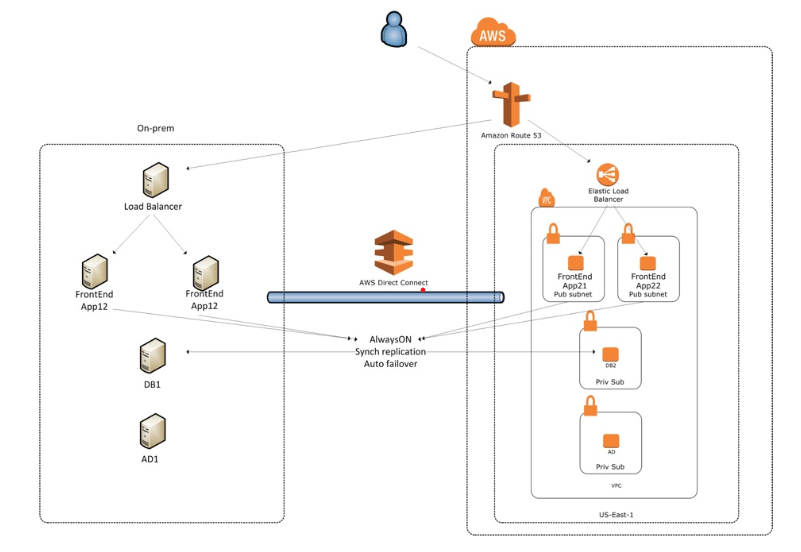 AWS
Amazon Route 53
On-prem
Load Balancer
Elastic Load
Balancer
VPC
FrontEnd
App12
FrontEnd
App12
AWS Direct Connect
FrontEnd
App21
Pub subnet
FrontEnd
App22
Pub subnet
AlwaysON
Synch replication
Auto failover
DB1
DB2
Priv Sub
AD1
AD
Priv Sub
VPC
US-East-1